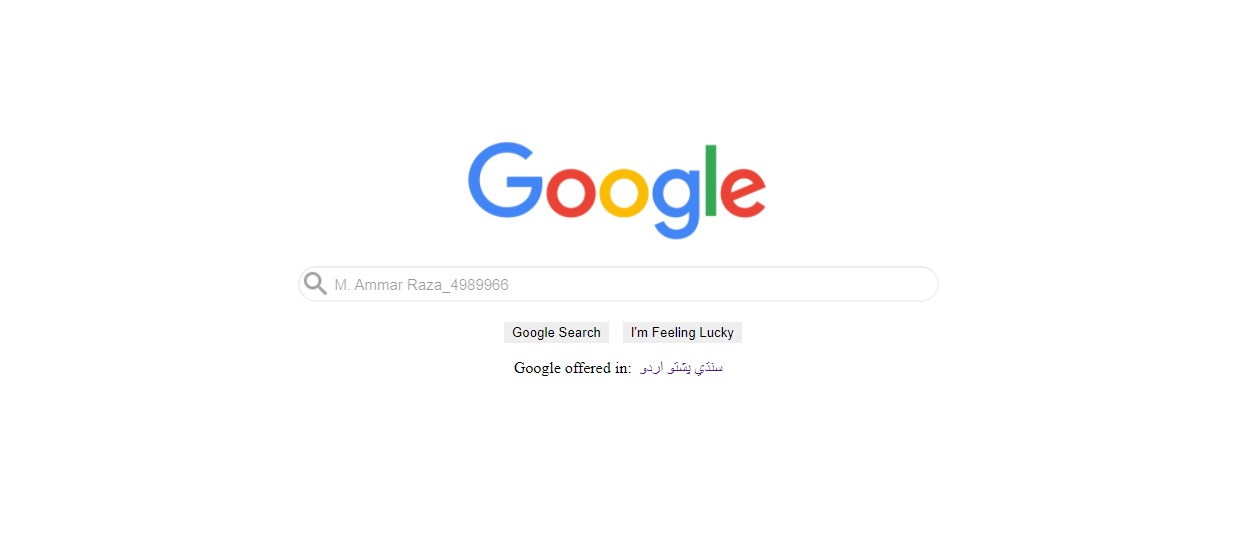 Google
M. Ammar Raza_4989966
Google Search I'm Feeling Lucky
Google offered in: سنڌي پښتو اردو